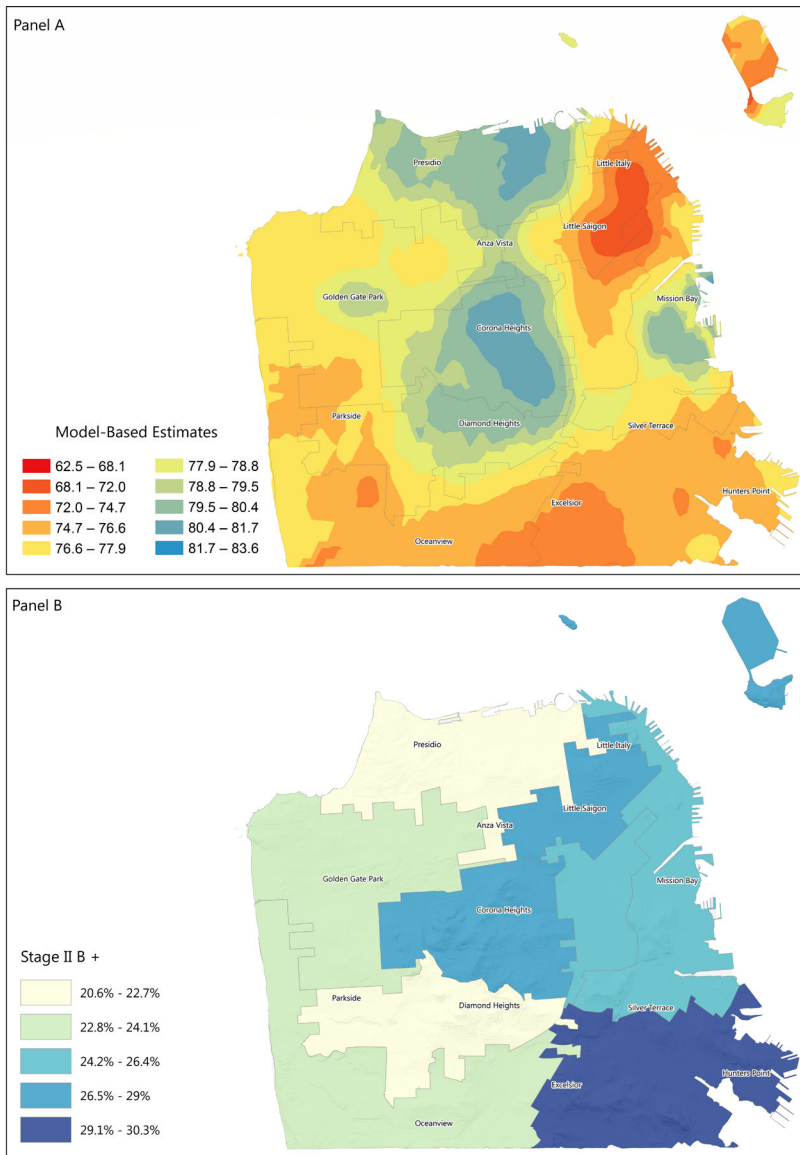 Panel A
Presidio
Little Italy
Little Saigon
Anza Vista
Golden Gate Park
Mission Bay
Corona Heights
Parkside
Diamond Heights
Silver Terrace
Model-Based Estimates
62.5 – 68.1
77.9 – 78.8
68.1 – 72.0
78.8 – 79.5
72.0 – 74.7
79.5 – 80.4
74.7 – 76.6
80.4 – 81.7
76.6 – 77.9
81.7 – 83.6
Hunters Point
Excelsior
Oceanview
Panel B
Presidio
Little Italy
Little Saigon
Anza Vista
Golden Gate Park
Mission Bay
Corona Heights
Parkside
Diamond Heights
Silver Terrace
Stage II B +
20.6% - 22.7%
22.8% - 24.1%
24.2% - 26.4%
26.5% - 29%
29.1% - 30.3%
Hunters Point
Excelsior
Oceanview